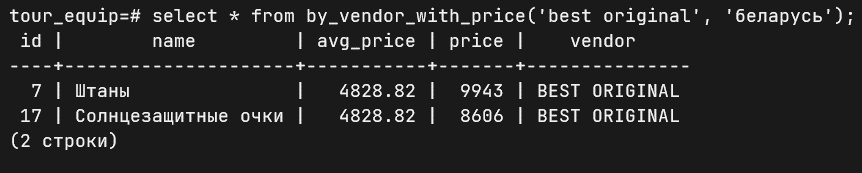 tour_equip=# select * from by_vendor_with_price('best original', 'беларусь');
 id |         name         | avg_price | price |    vendor
----+----------------------+-----------+-------+---------------
  7 | Штаны                |   4828.82 |  9943 | BEST ORIGINAL
 17 | Солнцезащитные очки  |   4828.82 |  8606 | BEST ORIGINAL
(2 строки)